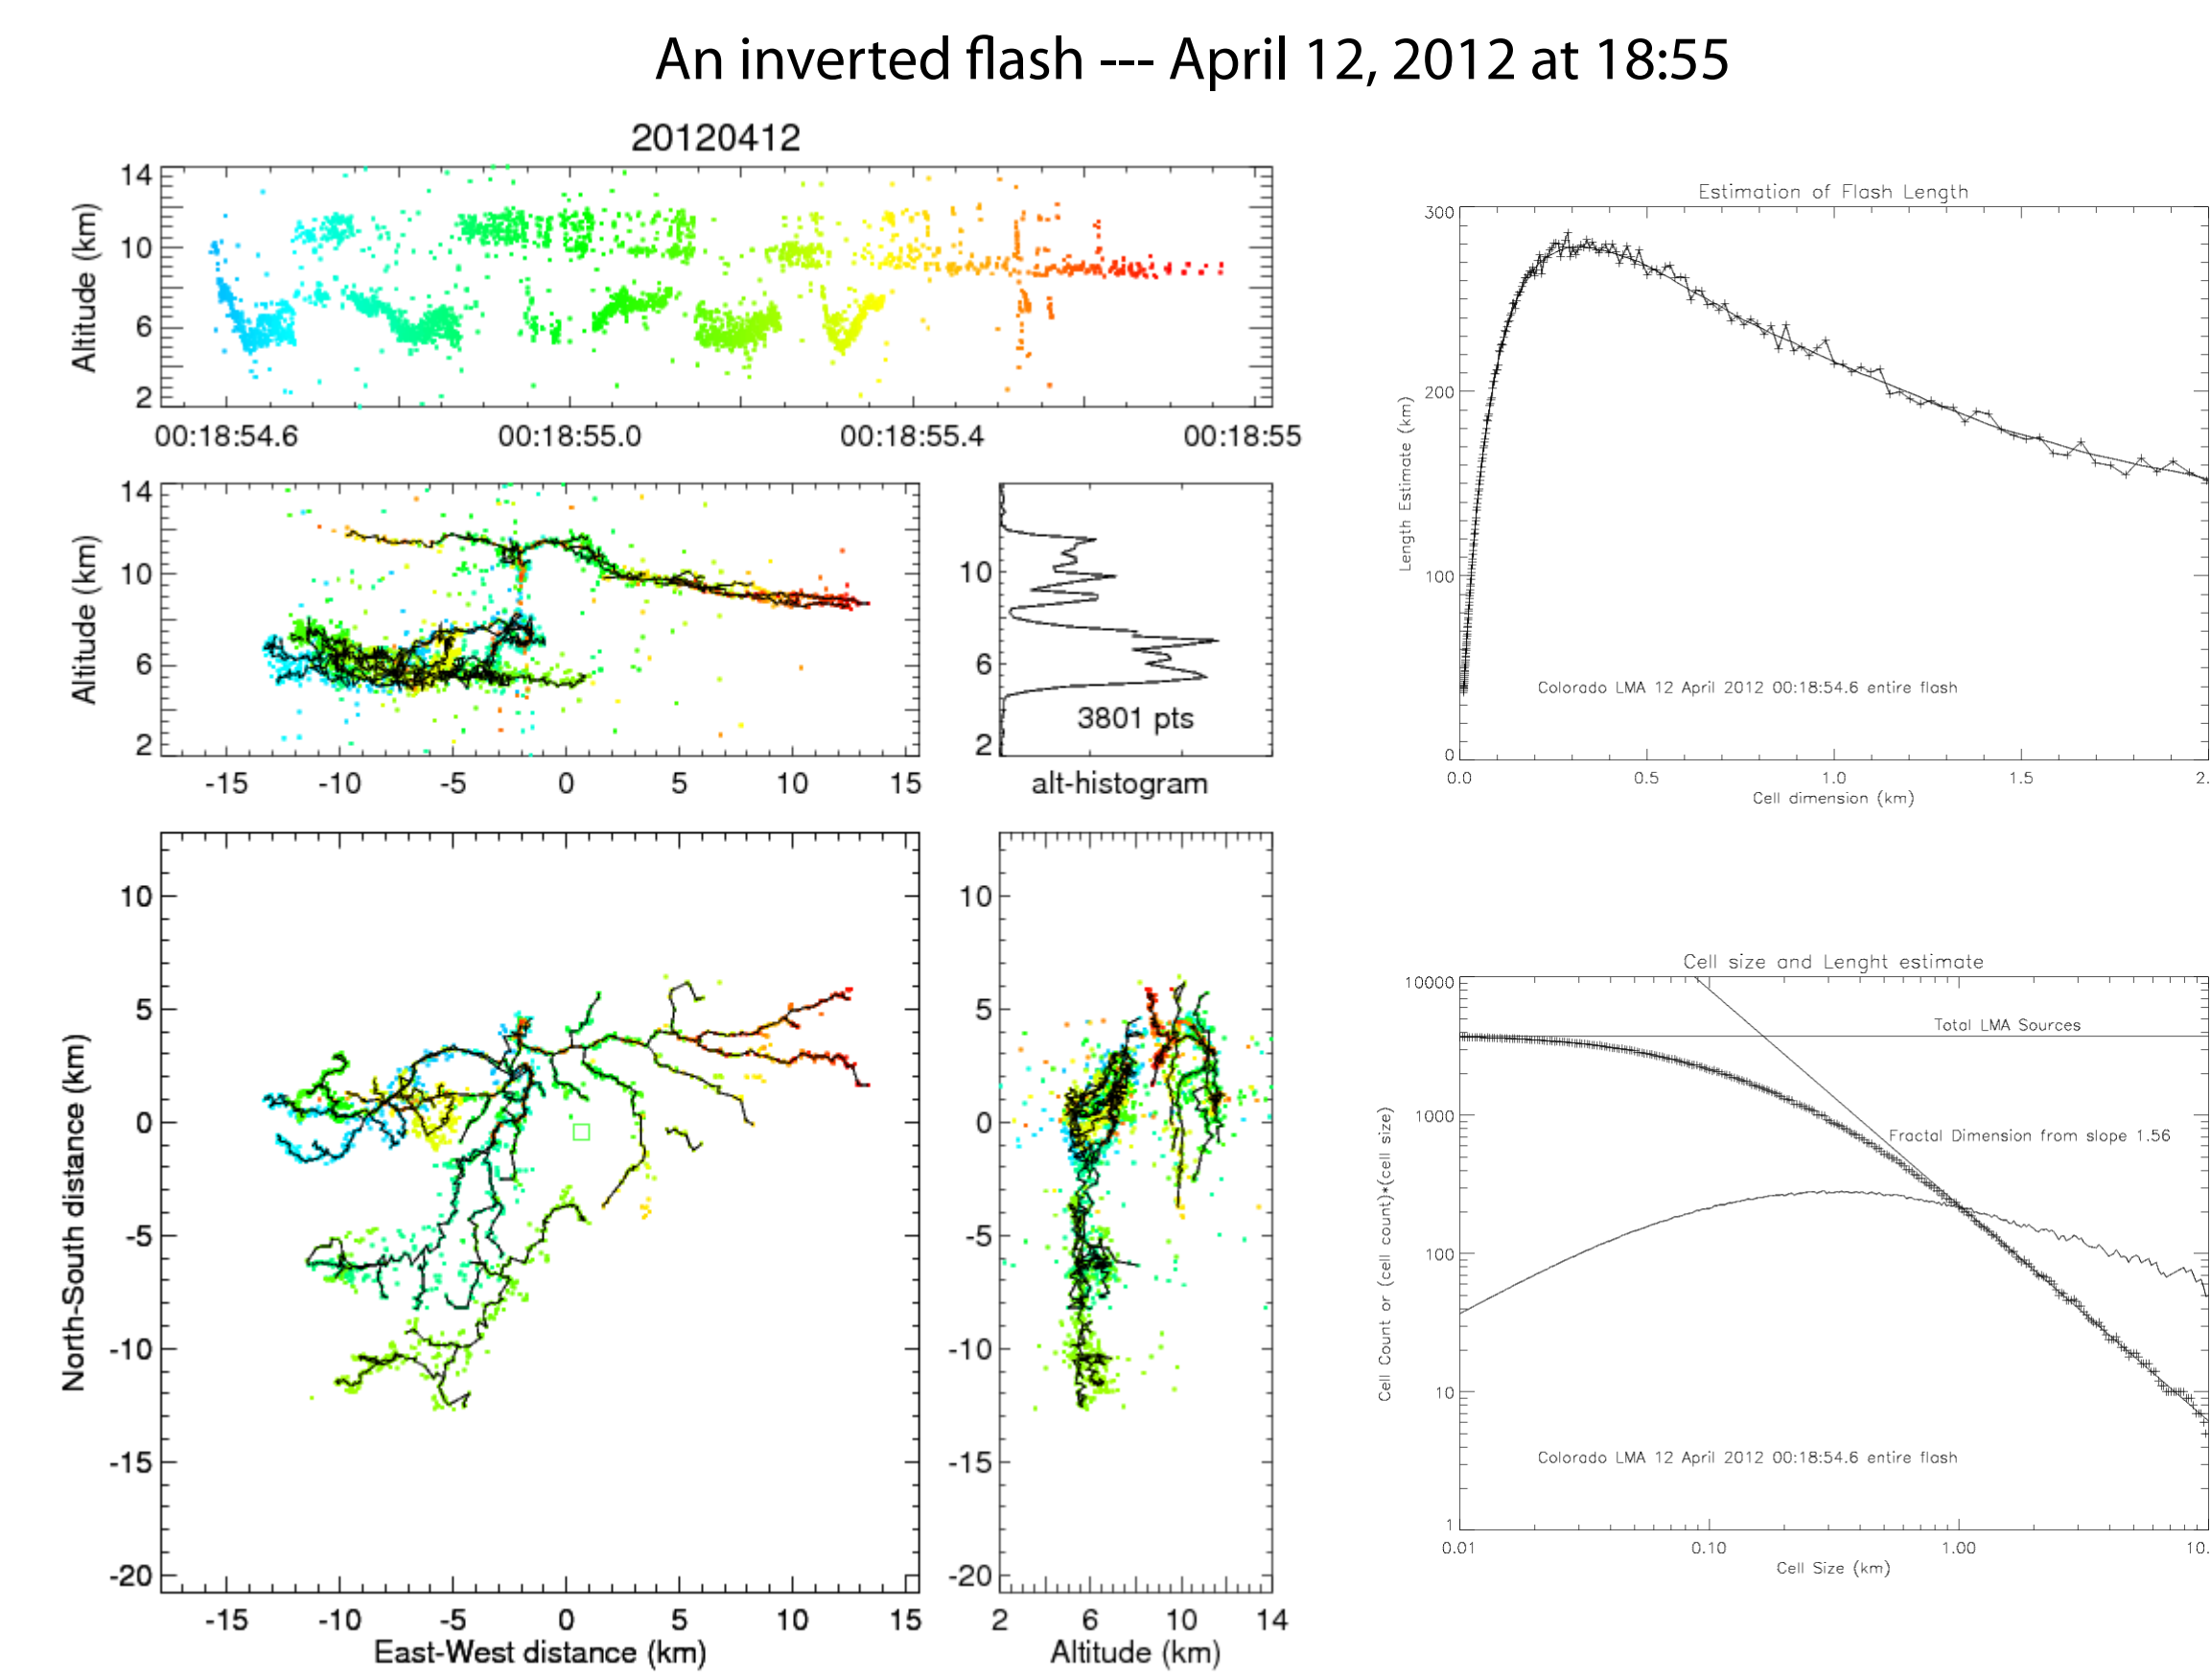 An inverted flash --- April 12, 2012 at 18:55
20120412
Altitude (km)
14
10
6
2
00:18:54.6 00:18:55.0 00:18:55.4 00:18:55
Altitude (km)
14
10
6
2
-15 -10 -5 0 5 10 15
10
6
2
3801 pts
alt-histogram
North-South distance (km)
10
5
0
-5
-10
-15
-20
-15 -10 -5 0 5 10 15
East-West distance (km)
10
5
0
-5
-10
-15
-20
2 6 10 14
Altitude (km)
Estimation of Flash Length
Length Estimate (km)
300
200
100
0
Colorado LMA 12 April 2012 00:18:54.6 entire flash
0.0 0.5 1.0 1.5 2.
Cell dimension (km)
Cell size and Lenght estimate
Cell Count or (cell count)*(cell size)
10000
1000
100
10
1
Total LMA Sources
Fractal Dimension from slope 1.56
Colorado LMA 12 April 2012 00:18:54.6 entire flash
0.01 0.10 1.00 10.
Cell Size (km)